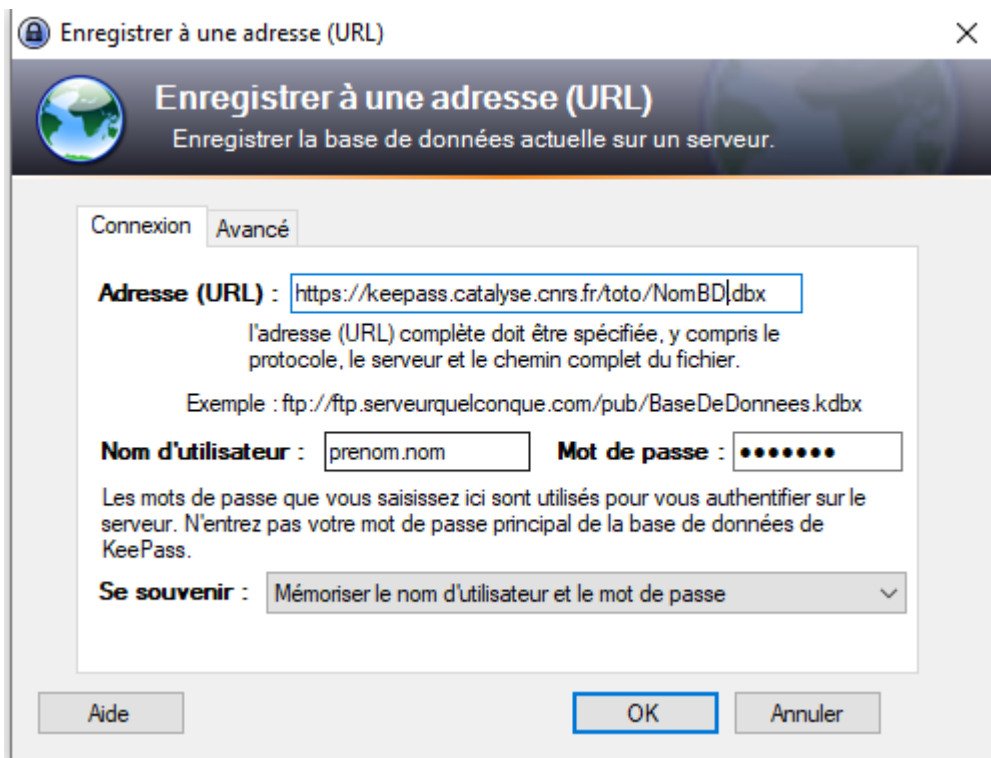 Enregistrer à une adresse (URL)
Enregistrer à une adresse (URL)
Enregistrer la base de données actuelle sur un serveur.
Connexion Avancé
Adresse (URL) : https://keepass.catalyse.cnrs.fr/toto/NomBD.dbx
l'adresse (URL) complète doit être spécifiée, y compris le
protocole, le serveur et le chemin complet du fichier.
Exemple : ftp://ftp.serveurquelconque.com/pub/BaseDeDonnees.kdbx
Nom d'utilisateur : prenom.nom Mot de passe : ●●●●●●●
Les mots de passe que vous saisissez ici sont utilisés pour vous authentifier sur le
serveur. N'entrez pas votre mot de passe principal de la base de données de
KeePass.
Se souvenir : Mémoriser le nom d'utilisateur et le mot de passe
Aide OK Annuler